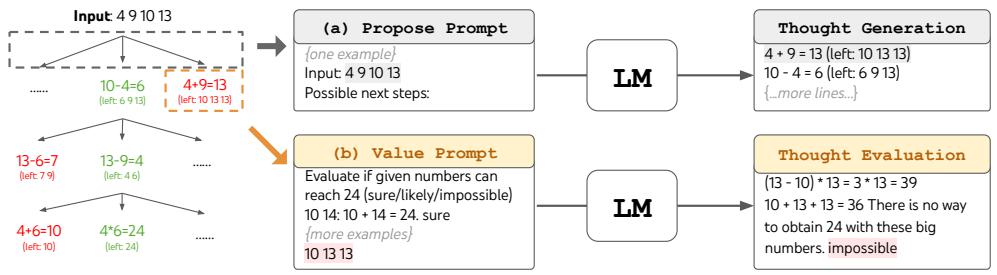 Input: 4 9 10 13
......
10-4=6
(left: 6 9 13)
4+9=13
(left: 10 13 13)
13-6=7
(left: 7 9)
13-9=4
(left: 4 6)
......
4+6=10
(left: 10)
4*6=24
(left: 24)
......
(a) Propose Prompt
{one example}
Input: 4 9 10 13
Possible next steps:
LM
Thought Generation
4 + 9 = 13 (left: 10 13 13)
10 - 4 = 6 (left: 6 9 13)
{...more lines...}
(b) Value Prompt
Evaluate if given numbers can
reach 24 (sure/likely/impossible)
10 14: 10 + 14 = 24. sure
{more examples}
10 13 13
LM
Thought Evaluation
(13 - 10) * 13 = 3 * 13 = 39
10 + 13 + 13 = 36 There is no way
to obtain 24 with these big
numbers. impossible